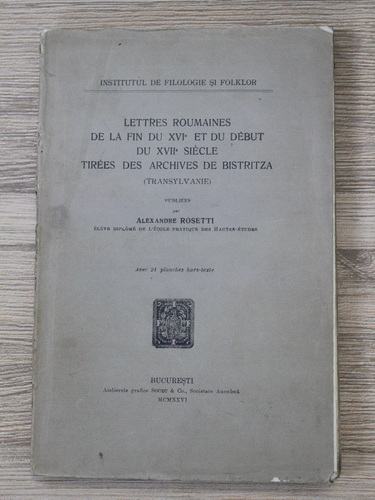 INSTITUTUL DE FILOLOGIE ȘI FOLKLOR
LETTRES ROUMAINES
DE LA FIN DU XVIe ET DU DÉBUT
DU XVIIe SIÈCLE
TIRÉES DES ARCHIVES DE BISTRITZA
(TRANSYLVANIE)
PUBLIÉES
par
ALEXANDRE ROSETTI
ÉLÈVE DIPLÔMÉ DE L'ÉCOLE PRATIQUE DES HAUTES-ÉTUDES
Avec 21 planches hors-texte
BUCUREȘTI
Atelierele grafice SOCEC & Co., Societate Anonimă
MCMXXVI